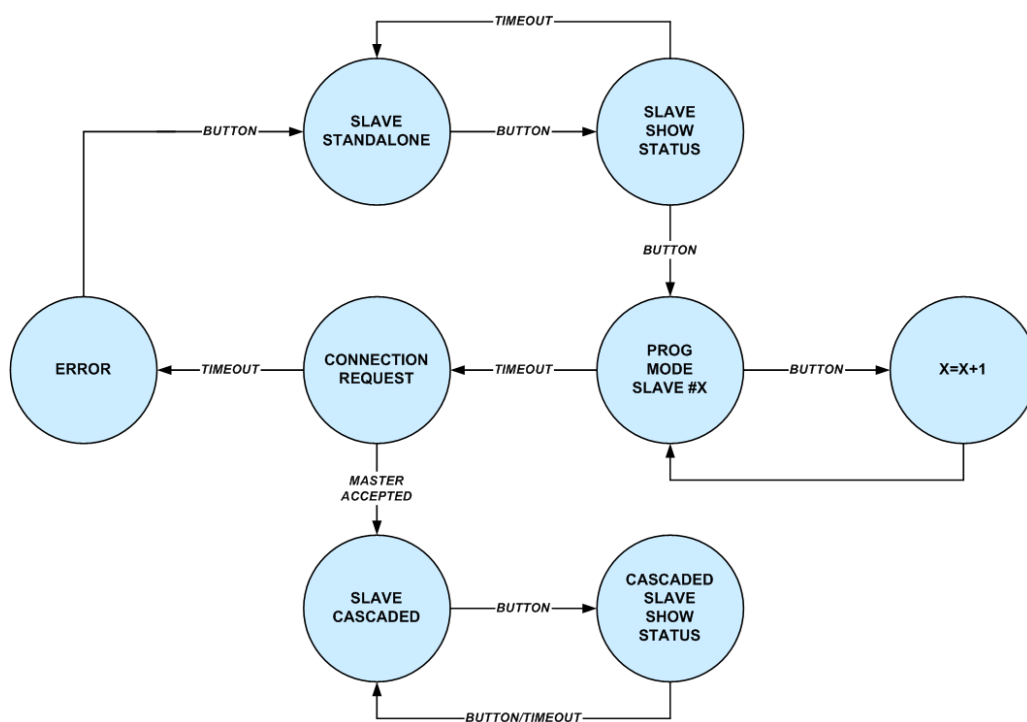 TIMEOUT
SLAVE
STANDALONE
BUTTON
BUTTON
SLAVE
SHOW
STATUS
BUTTON
ERROR
TIMEOUT
CONNECTION
REQUEST
TIMEOUT
PROG
MODE
SLAVE #X
BUTTON
X=X+1
MASTER
ACCEPTED
SLAVE
CASCADED
BUTTON
CASCADED
SLAVE
SHOW
STATUS
BUTTON/TIMEOUT